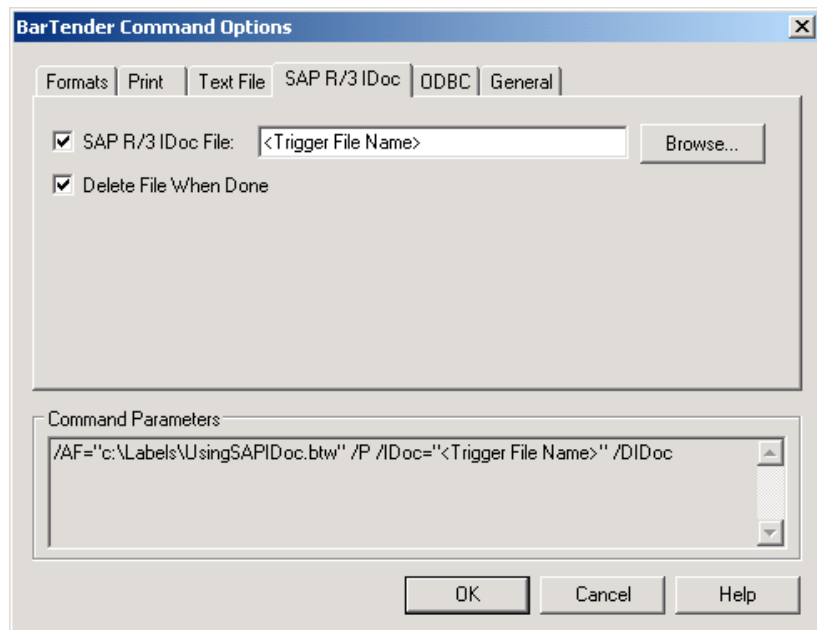 BarTender Command Options
Formats Print Text File SAP R/3 IDoc ODBC General
SAP R/3 IDoc File: <Trigger File Name> Browse...
Delete File When Done
Command Parameters
/AF="c:\Labels\UsingSAPIDoc.btw" /P /IDoc="<Trigger File Name>" /DIDoc
OK Cancel Help